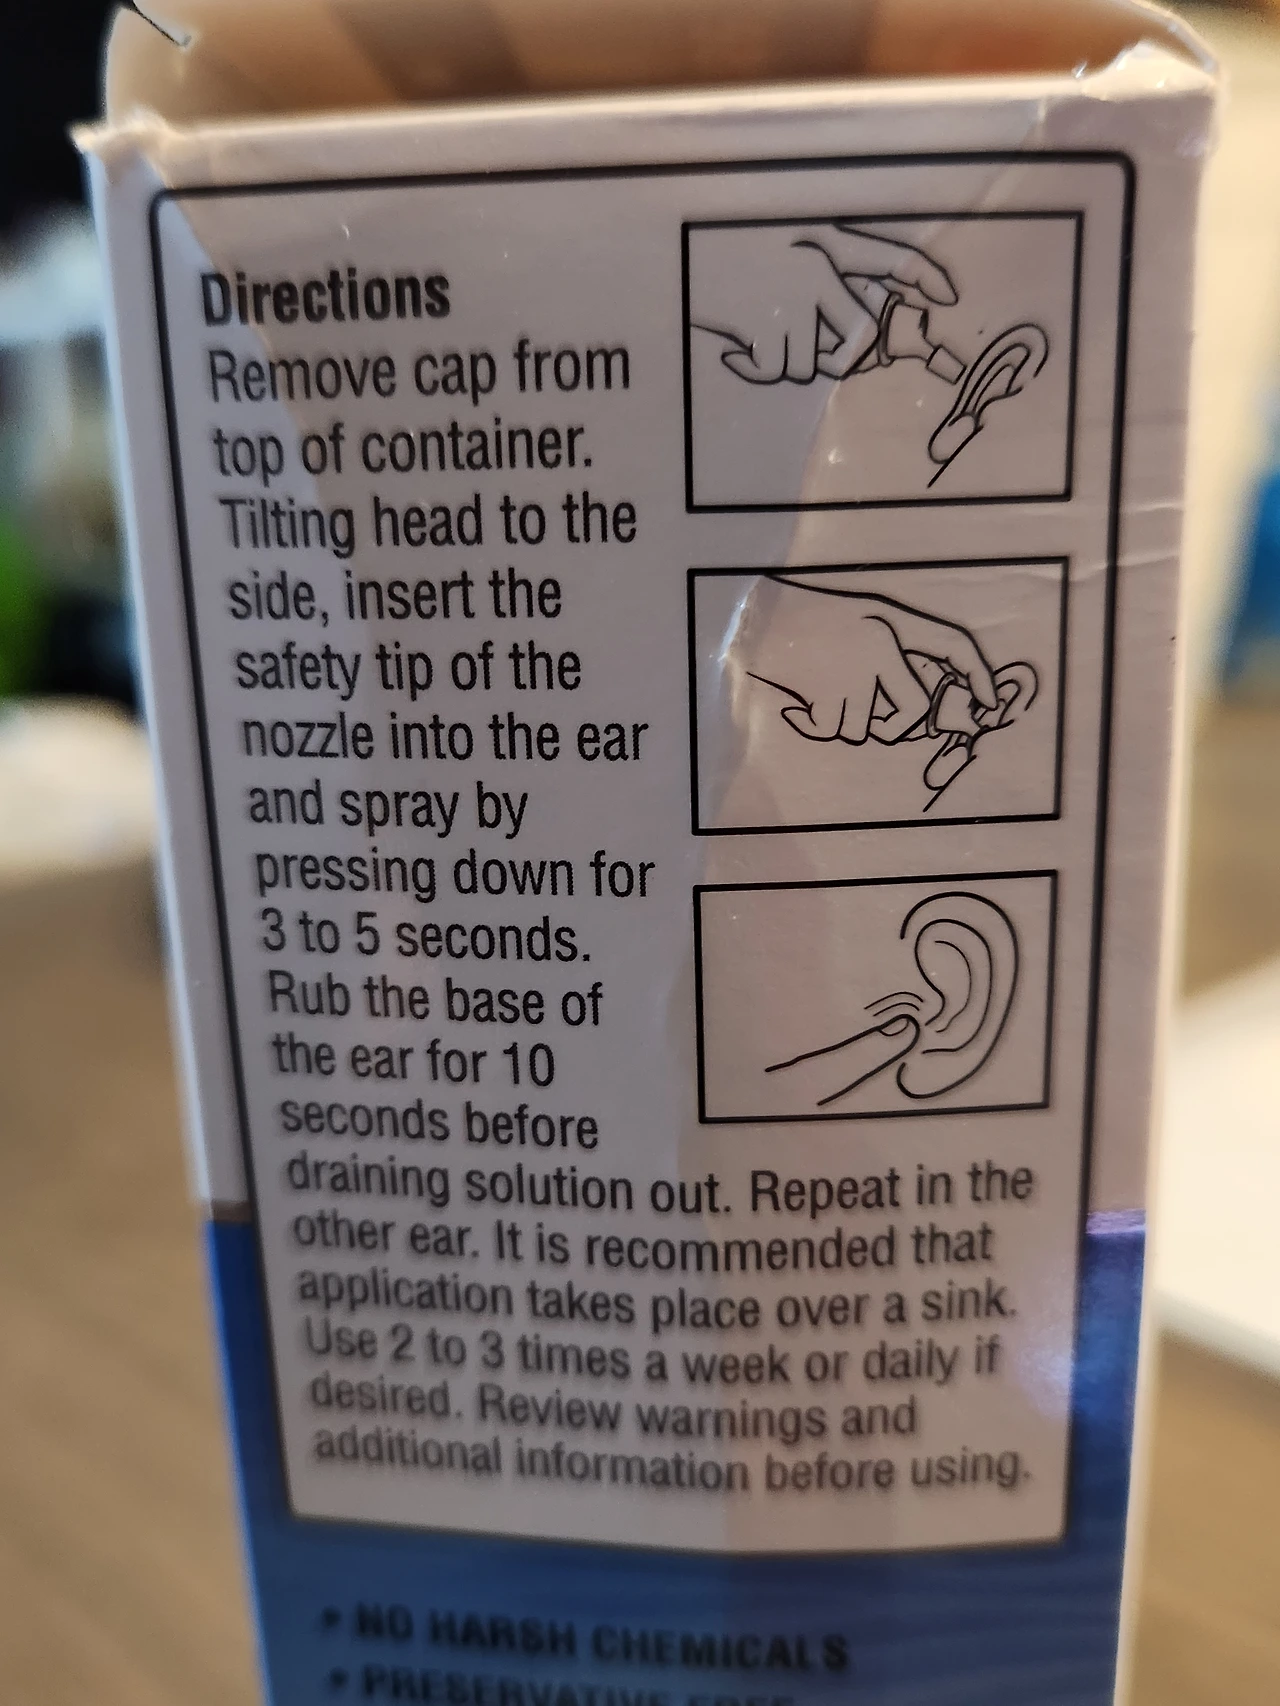 Directions
Remove cap from
top of container.
Tilting head to the
side, insert the
safety tip of the
nozzle into the ear
and spray by
pressing down for
3 to 5 seconds.
Rub the base of
the ear for 10
seconds before
draining solution out. Repeat in the
other ear. It is recommended that
application takes place over a sink.
Use 2 to 3 times a week or daily if
desired. Review warnings and
additional information before using.
• NO HARSH CHEMICALS
• PRESERVATIVE FREE